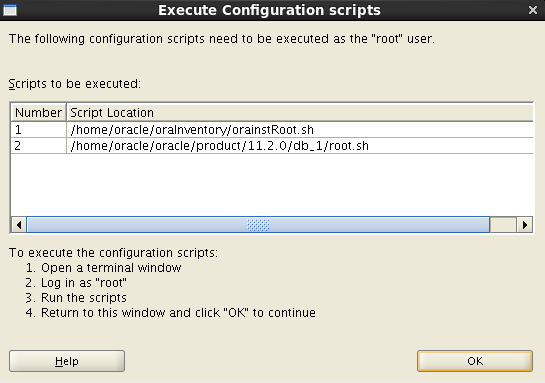 Execute Configuration scripts
The following configuration scripts need to be executed as the "root" user.
Scripts to be executed:
Number Script Location
1 /home/oracle/oraInventory/orainstRoot.sh
2 /home/oracle/oracle/product/11.2.0/db_1/root.sh
To execute the configuration scripts:
1. Open a terminal window
2. Log in as "root"
3. Run the scripts
4. Return to this window and click "OK" to continue
Help OK